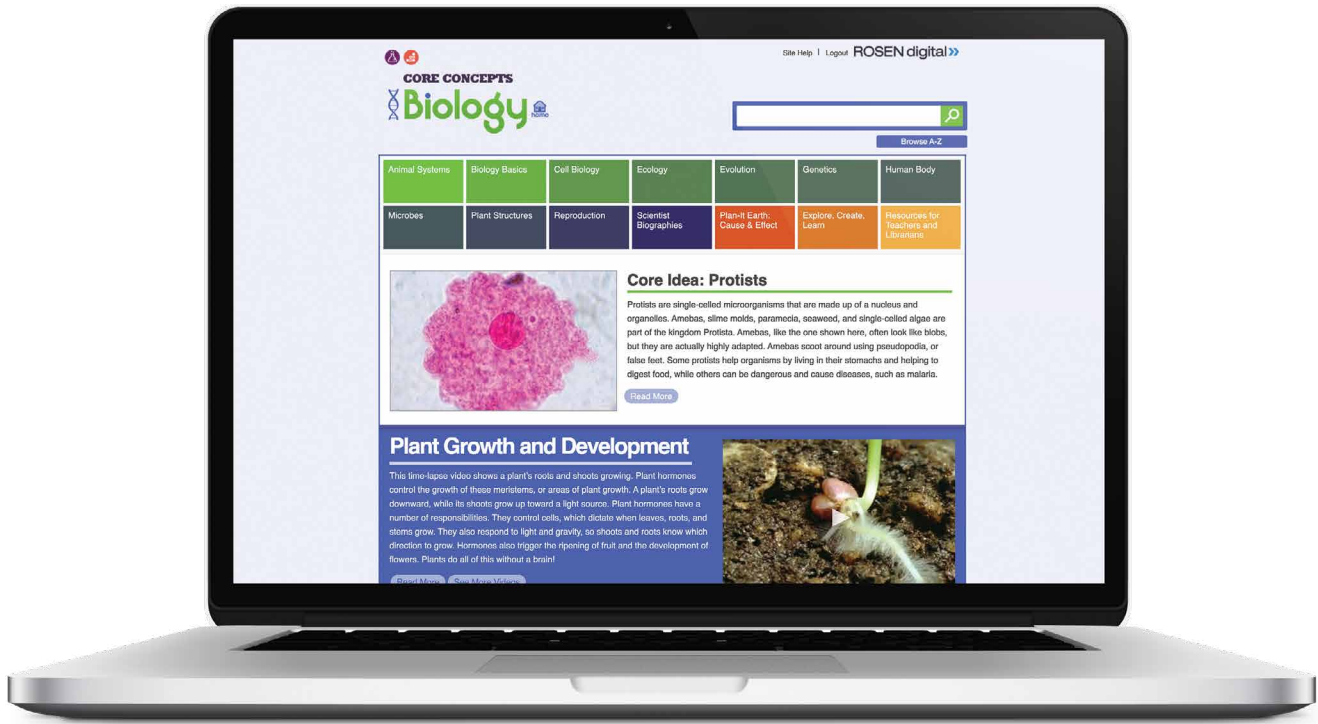 Site Help | Logout ROSEN digital»
CORE CONCEPTS
Biology
home
Browse A-Z
Animal Systems
Biology Basics
Cell Biology
Ecology
Evolution
Genetics
Human Body
Microbes
Plant Structures
Reproduction
Scientist
Biographies
Plan-It Earth:
Cause & Effect
Explore, Create,
Learn
Resources for
Teachers and
Librarians
Core Idea: Protists
Protists are single-celled microorganisms that are made up of a nucleus and
organelles. Amebas, slime molds, paramecia, seaweed, and single-celled algae are
part of the kingdom Protista. Amebas, like the one shown here, often look like blobs,
but they are actually highly adapted. Amebas scoot around using pseudopodia, or
false feet. Some protists help organisms by living in their stomachs and helping to
digest food, while others can be dangerous and cause diseases, such as malaria.
Read More
Plant Growth and Development
This time-lapse video shows a plant's roots and shoots growing. Plant hormones
control the growth of these meristems, or areas of plant growth. A plant's roots grow
downward, while its shoots grow up toward a light source. Plant hormones have a
number of responsibilities. They control cells, which dictate when leaves, roots, and
stems grow. They also respond to light and gravity, so shoots and roots know which
direction to grow. Hormones also trigger the ripening of fruit and the development of
flowers. Plants do all of this without a brain!
Read More See More Videos